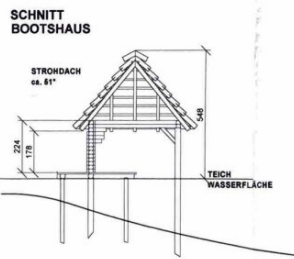 SCHNITT
BOOTSHAUS
STROHDACH
ca. 51°
548
224
178
TEICH
WASSERFLÄCHE